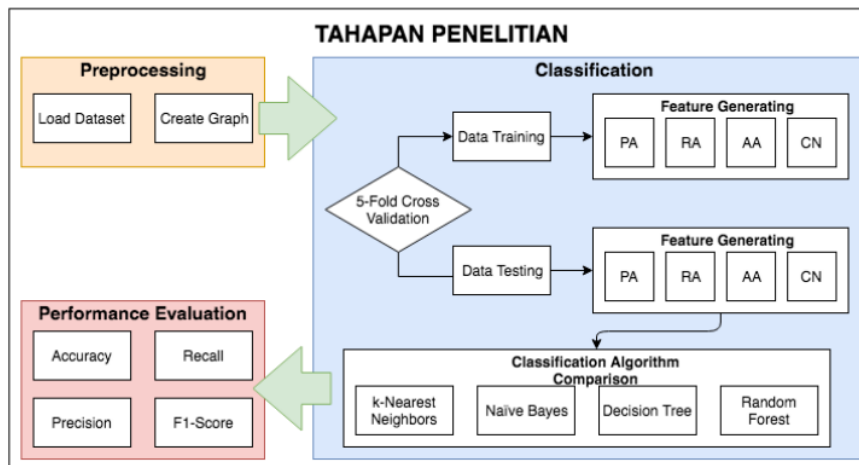 TAHAPAN PENELITIAN
Preprocessing
Load Dataset
Create Graph
Classification
5-Fold Cross
Validation
Data Training
Feature Generating
PA
RA
AA
CN
Data Testing
Feature Generating
PA
RA
AA
CN
Classification Algorithm
Comparison
k-Nearest
Neighbors
Naïve Bayes
Decision Tree
Random
Forest
Performance Evaluation
Accuracy
Recall
Precision
F1-Score